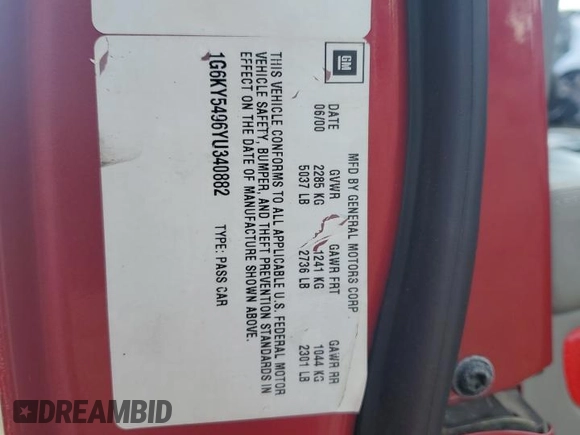 GM
MFD BY GENERAL MOTORS CORP
DATE GVWR GAWR FRT GAWR RR
06/00 2285 KG 1241 KG 1044 KG
5037 LB 2736 LB 2301 LB
THIS VEHICLE CONFORMS TO ALL APPLICABLE U.S. FEDERAL MOTOR
VEHICLE SAFETY, BUMPER, AND THEFT PREVENTION STANDARDS IN
EFFECT ON THE DATE OF MANUFACTURE SHOWN ABOVE.
1G6KY5496YU340882 TYPE: PASS CAR
DREAMBID